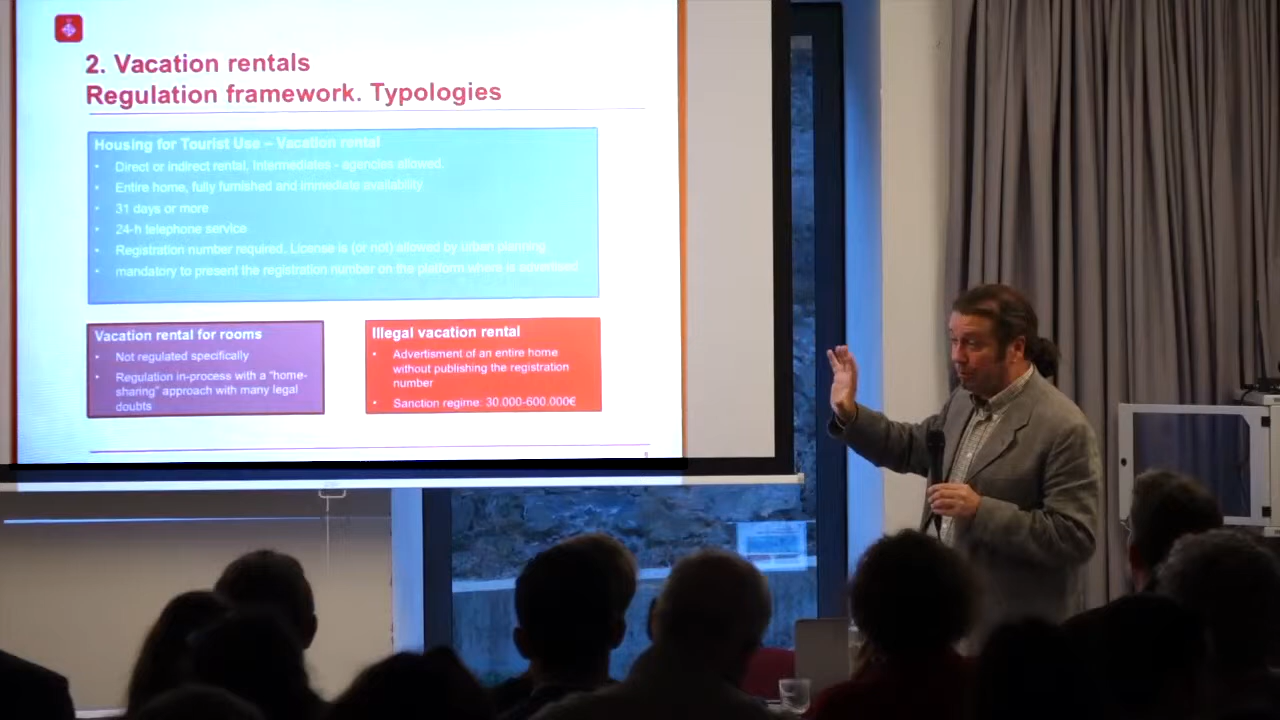 2. Vacation rentals
Regulation framework. Typologies
Housing for Tourist Use – Vacation rental
• Direct or indirect rental. Intermediates - agencies allowed.
• Entire home, fully furnished and immediate availability
• 31 days or more
• 24-h telephone service
• Registration number required. License is (or not) allowed by urban planning.
• mandatory to present the registration number on the platform where is advertised
Vacation rental for rooms
• Not regulated specifically
• Regulation in-process with a "home-
sharing" approach with many legal
doubts
Illegal vacation rental
• Advertisment of an entire home
without publishing the registration
number
• Sanction regime: 30.000-600.000€